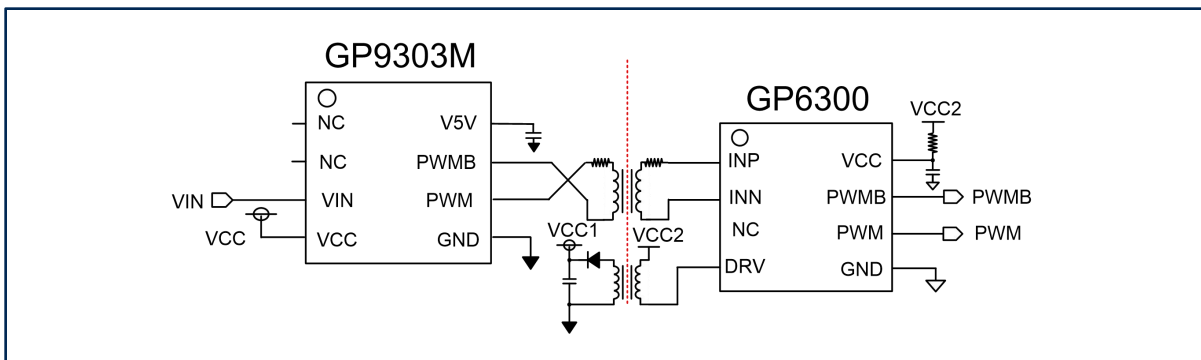 GP9303M
NC
NC
VIN
VCC
V5V
PWMB
PWM
GND
VIN
VCC
VCC1
VCC2
GP6300
INP
INN
NC
DRV
VCC
PWMB
PWM
GND
VCC2
PWMB
PWM